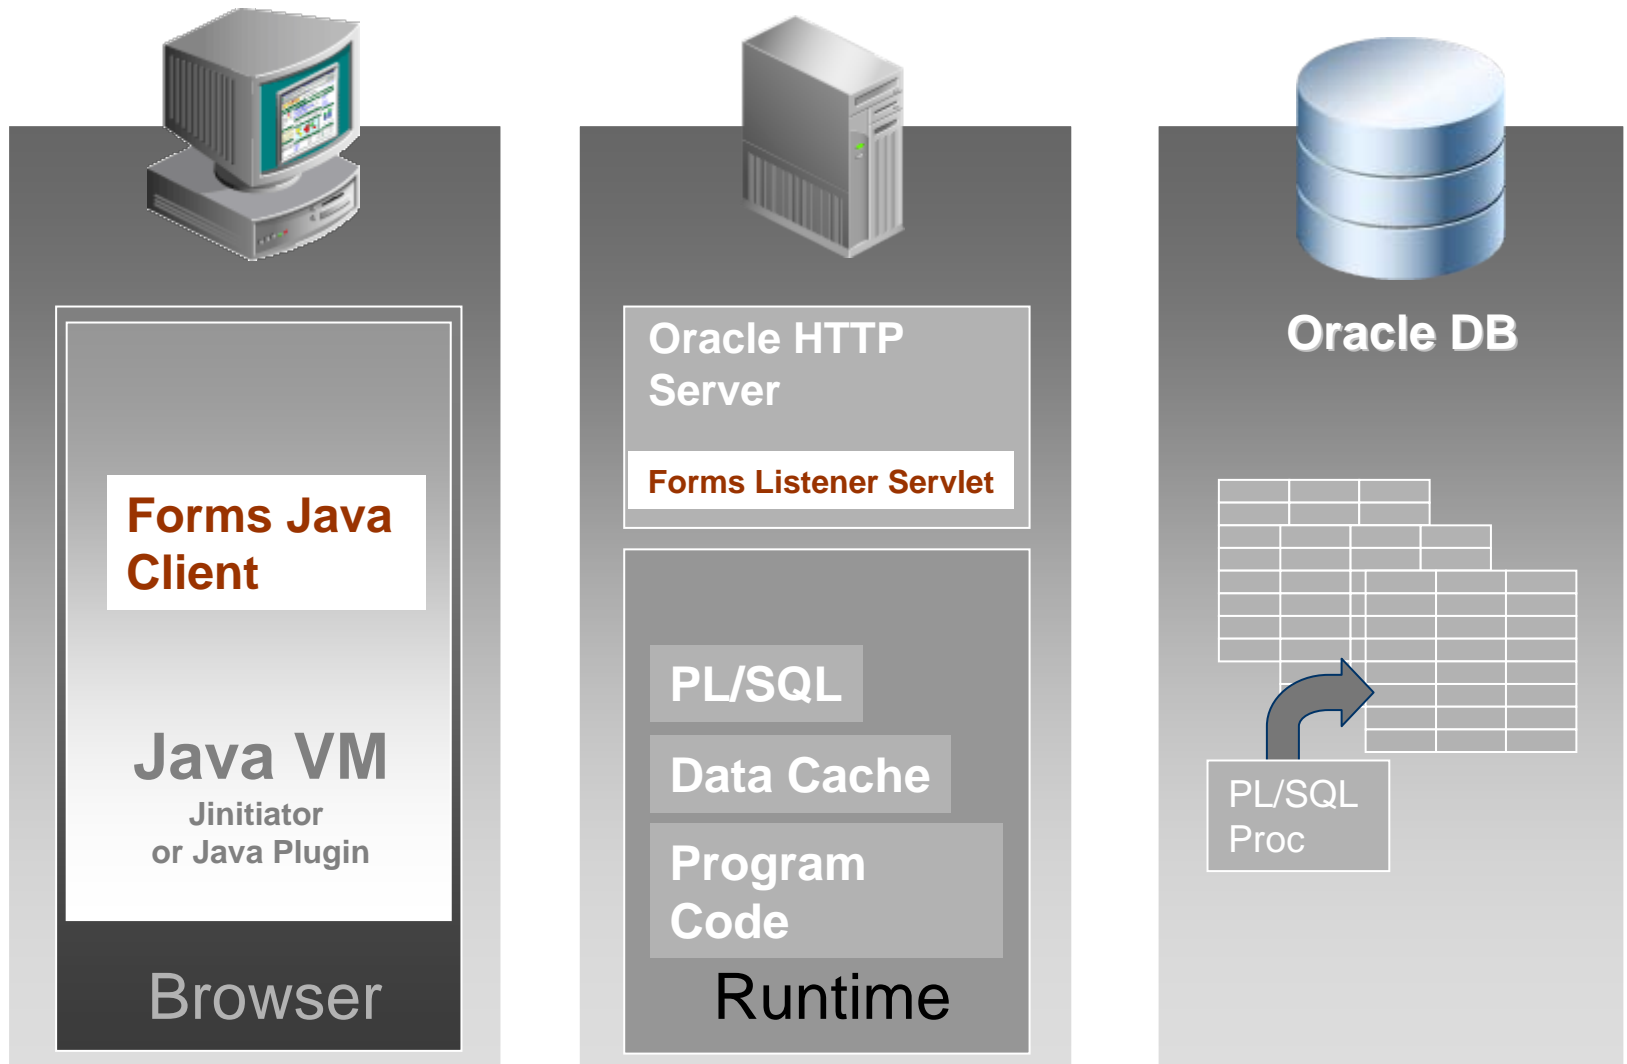 Forms Java
Client
Java VM
Jinitiator
or Java Plugin
Browser
Oracle HTTP
Server
Forms Listener Servlet
PL/SQL
Data Cache
Program
Code
Runtime
Oracle DB
PL/SQL
Proc